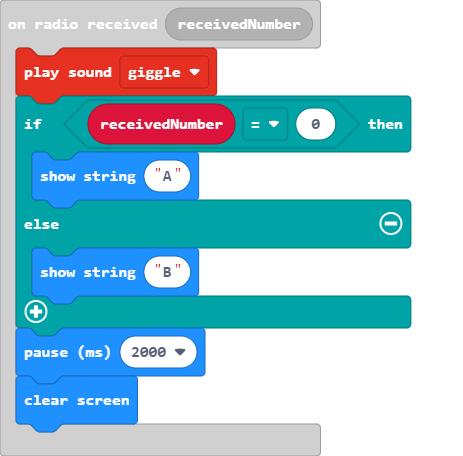 on radio received receivedNumber
play sound giggle
if receivedNumber = 0 then
show string "A"
else
show string "B"
pause (ms) 2000
clear screen